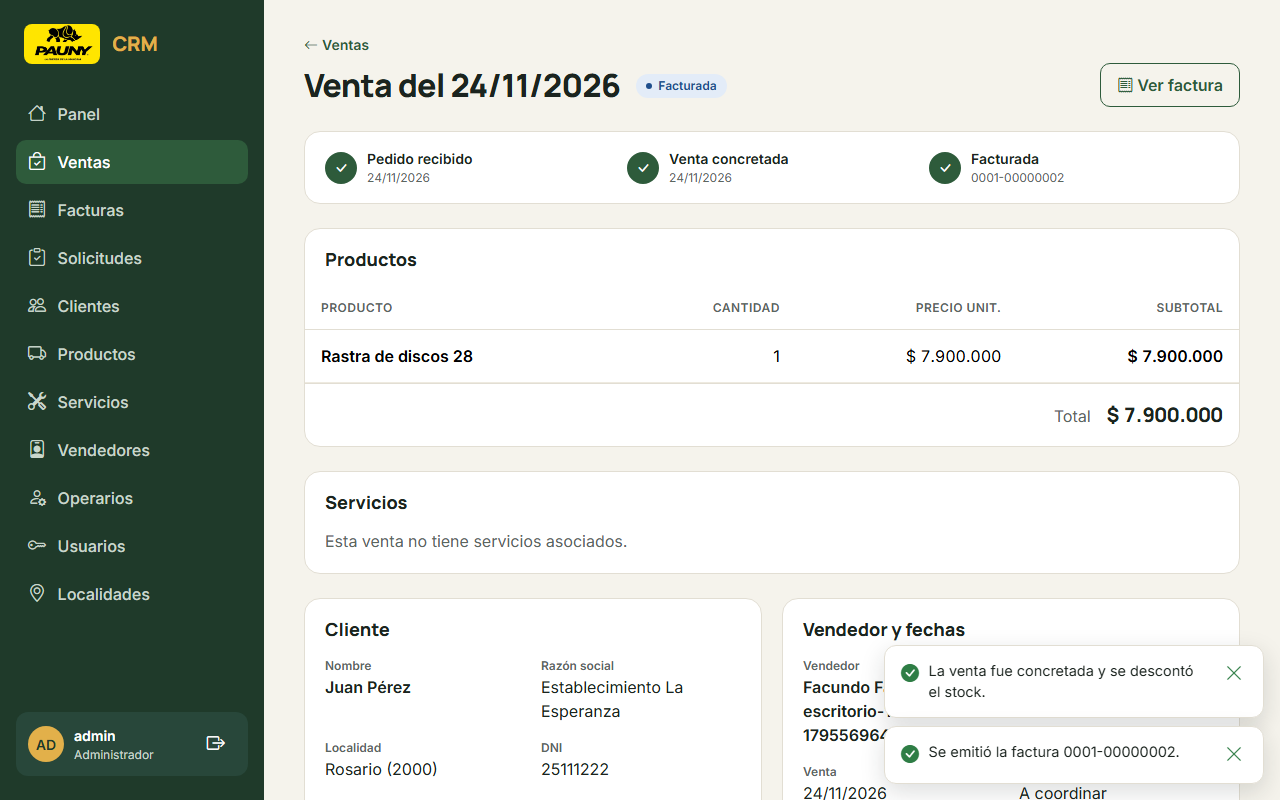 PAUNY
CRM
Panel
Ventas
Facturas
Solicitudes
Clientes
Productos
Servicios
Vendedores
Operarios
Usuarios
Localidades
AD
admin
Administrador
← Ventas
Venta del 24/11/2026
Facturada
Ver factura
Pedido recibido
24/11/2026
Venta concretada
24/11/2026
Facturada
0001-00000002
Productos
PRODUCTO CANTIDAD PRECIO UNIT. SUBTOTAL
Rastra de discos 28 1 $ 7.900.000 $ 7.900.000
Total $ 7.900.000
Servicios
Esta venta no tiene servicios asociados.
Cliente
Nombre
Juan Pérez
Razón social
Establecimiento La
Esperanza
Localidad
Rosario (2000)
DNI
25111222
Vendedor y fechas
Vendedor
Facundo
escritorio-
179556964
Venta
24/11/2026
A coordinar
La venta fue concretada y se descontó
el stock.
Se emitió la factura 0001-00000002.